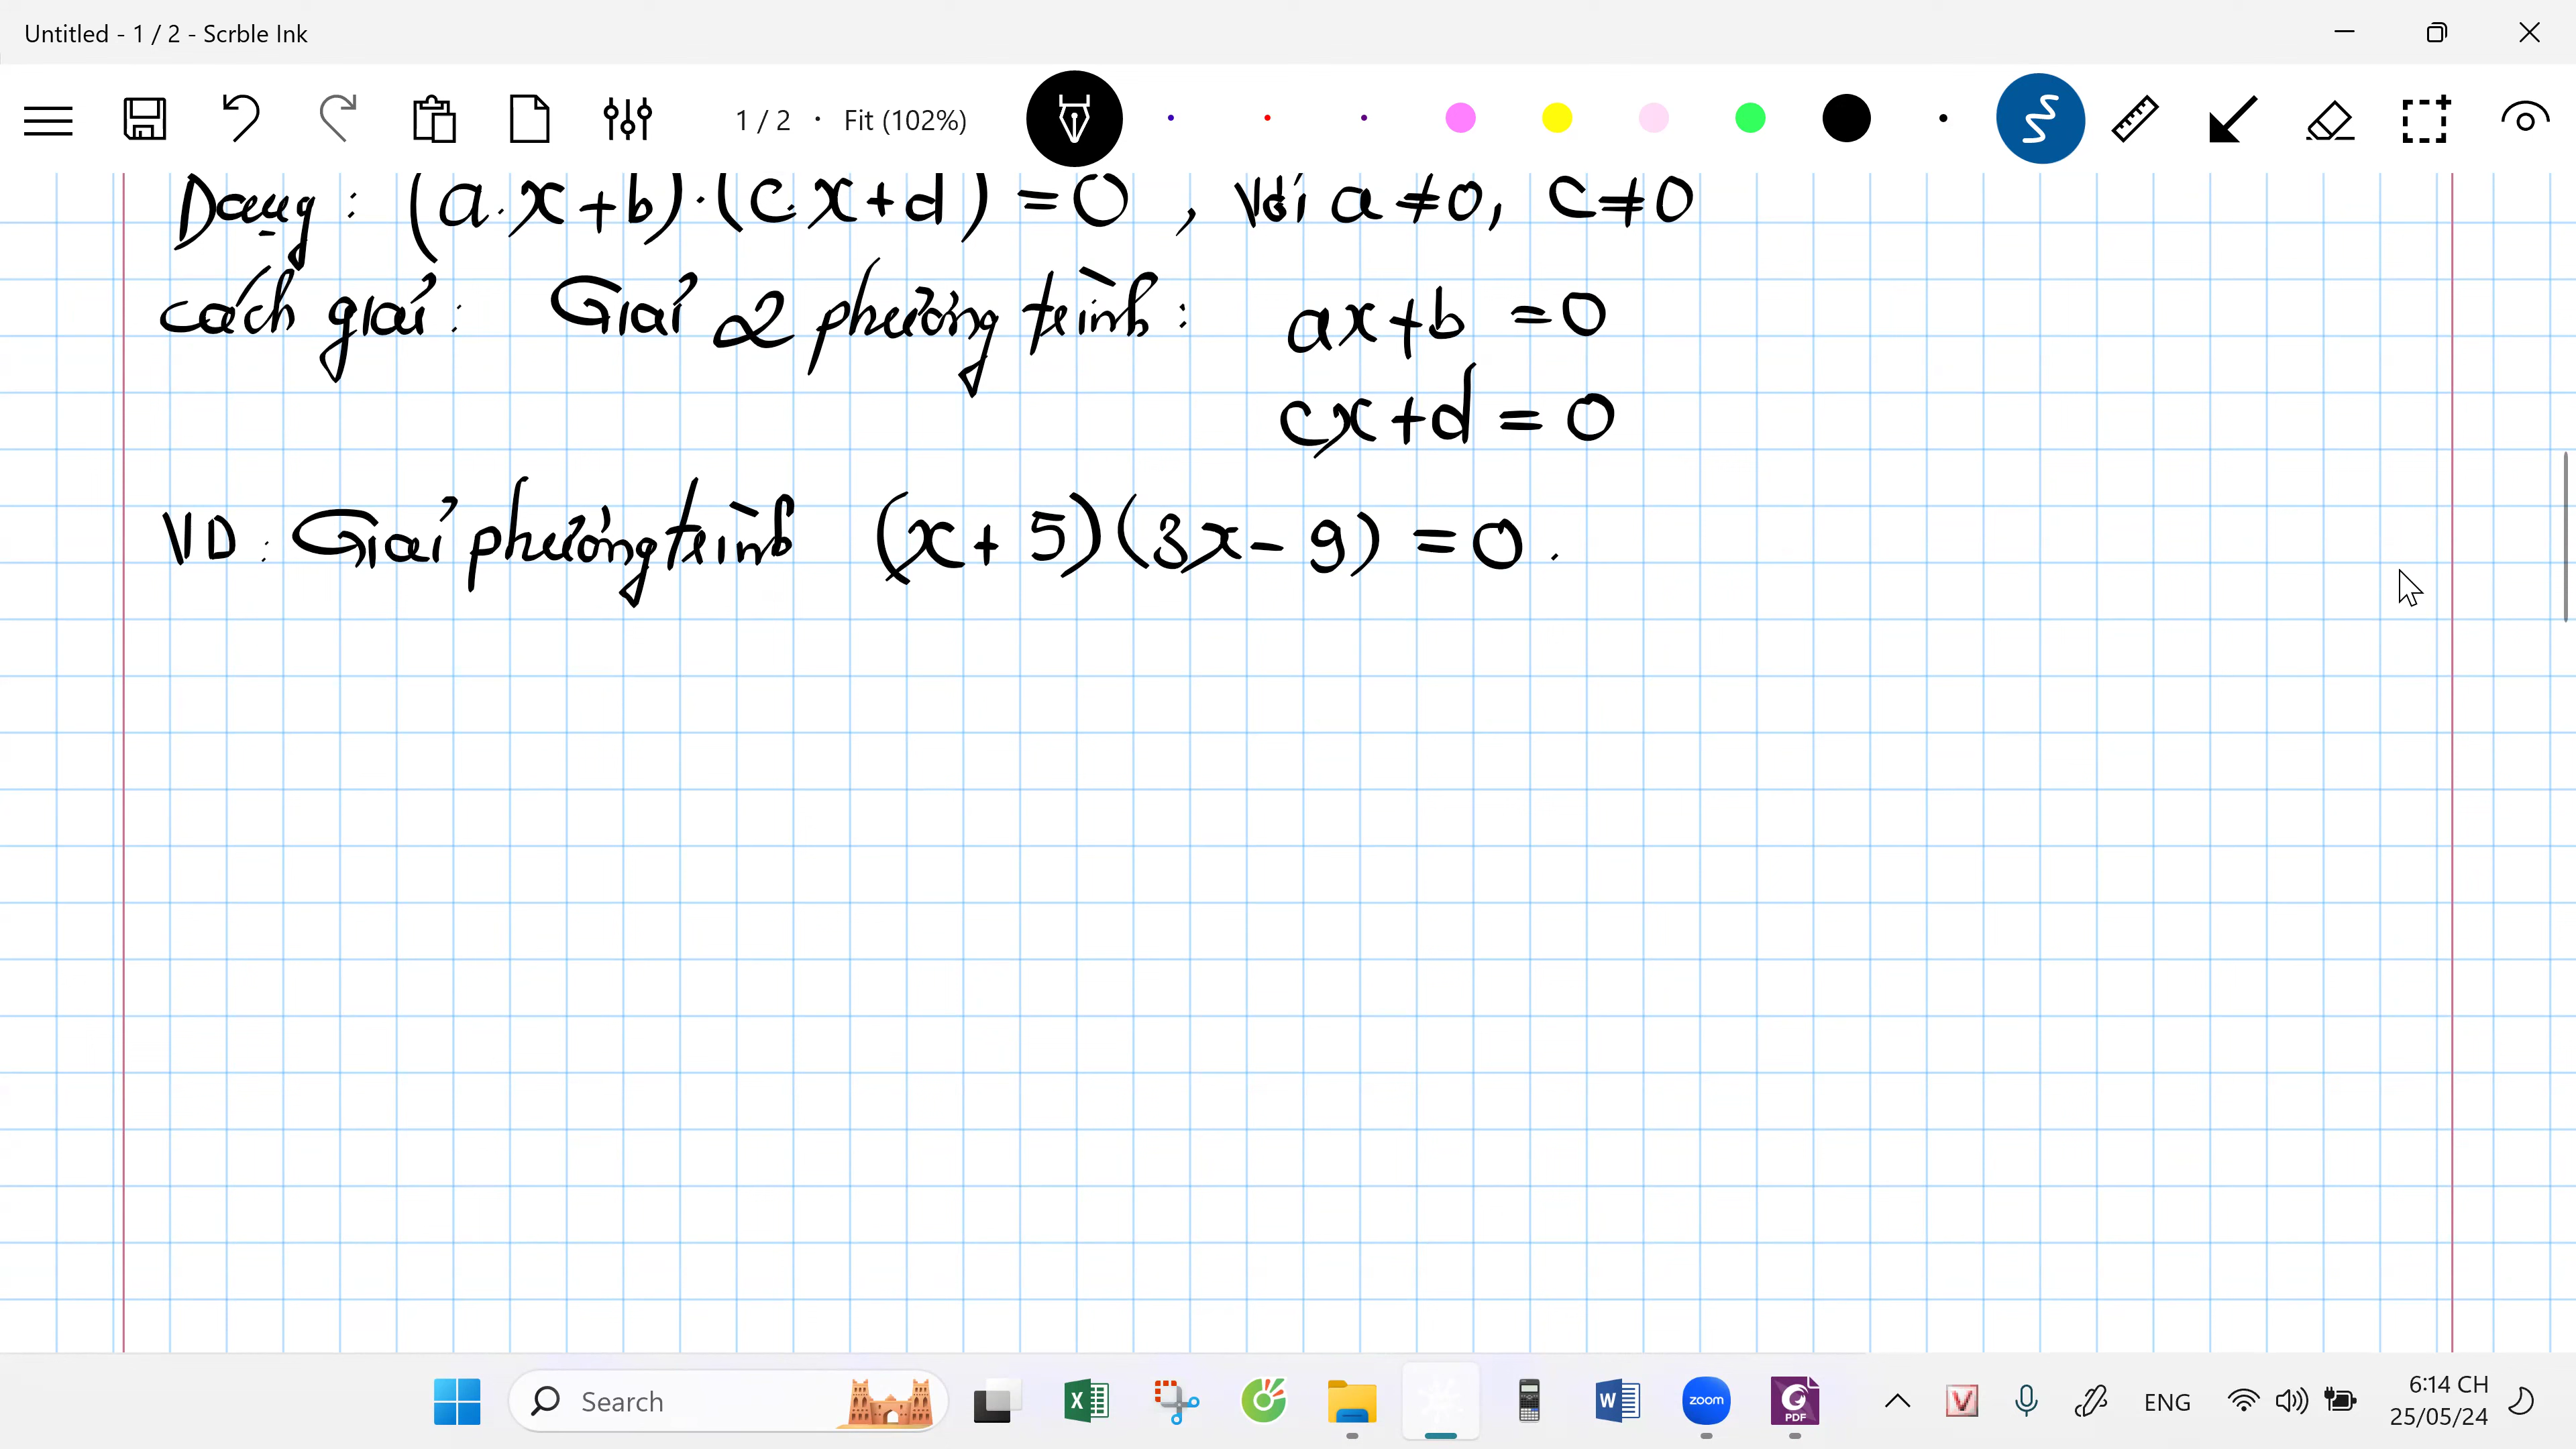 Untitled - 1 / 2 - Scrble Ink
1 / 2 · Fit (102%)
Dạng : (a.x+b).(c.x+d) =0 , Với a ≠0, c≠0
cách giải: Giải 2 phương trình: ax+b =0
cx+d = 0
VD : Giải phương trình (x+5)(3x-9) =0.
Search
zoom
PDF
ENG
6:14 CH
25/05/24